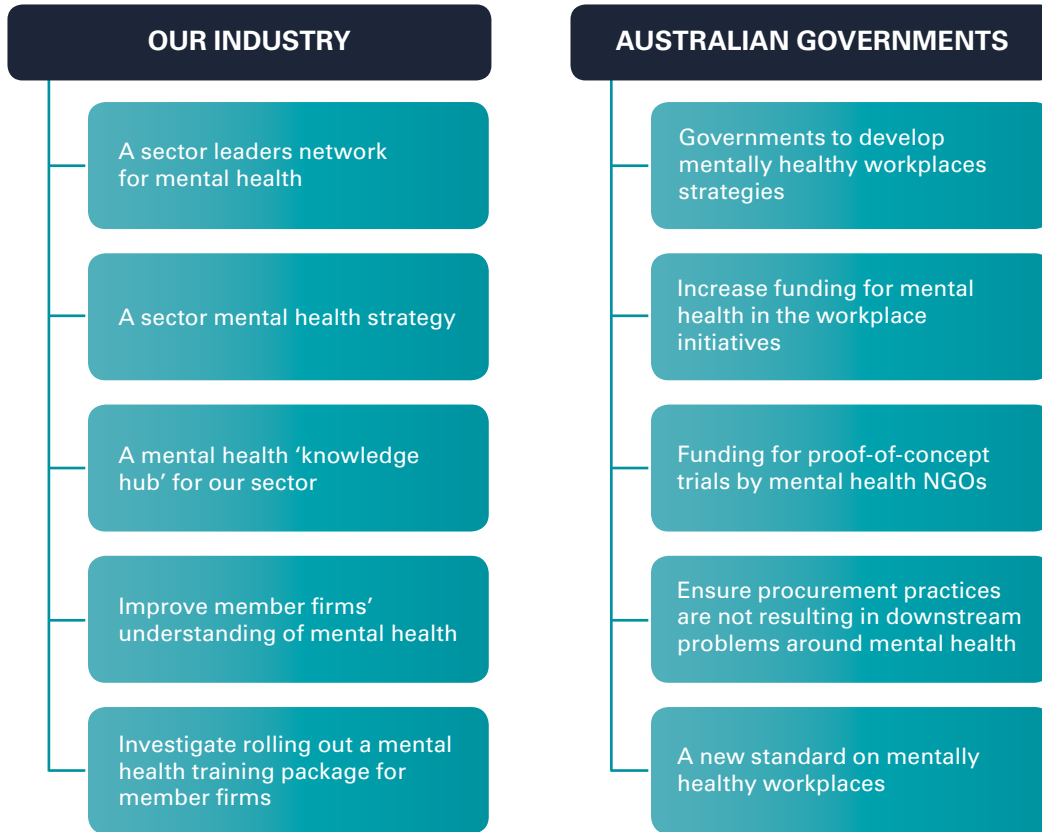 OUR INDUSTRY
A sector leaders network
for mental health
A sector mental health strategy
A mental health ‘knowledge
hub’ for our sector
Improve member firms’
understanding of mental health
Investigate rolling out a mental
health training package for
member firms
AUSTRALIAN GOVERNMENTS
Governments to develop
mentally healthy workplaces
strategies
Increase funding for mental
health in the workplace
initiatives
Funding for proof-of-concept
trials by mental health NGOs
Ensure procurement practices
are not resulting in downstream
problems around mental health
A new standard on mentally
healthy workplaces